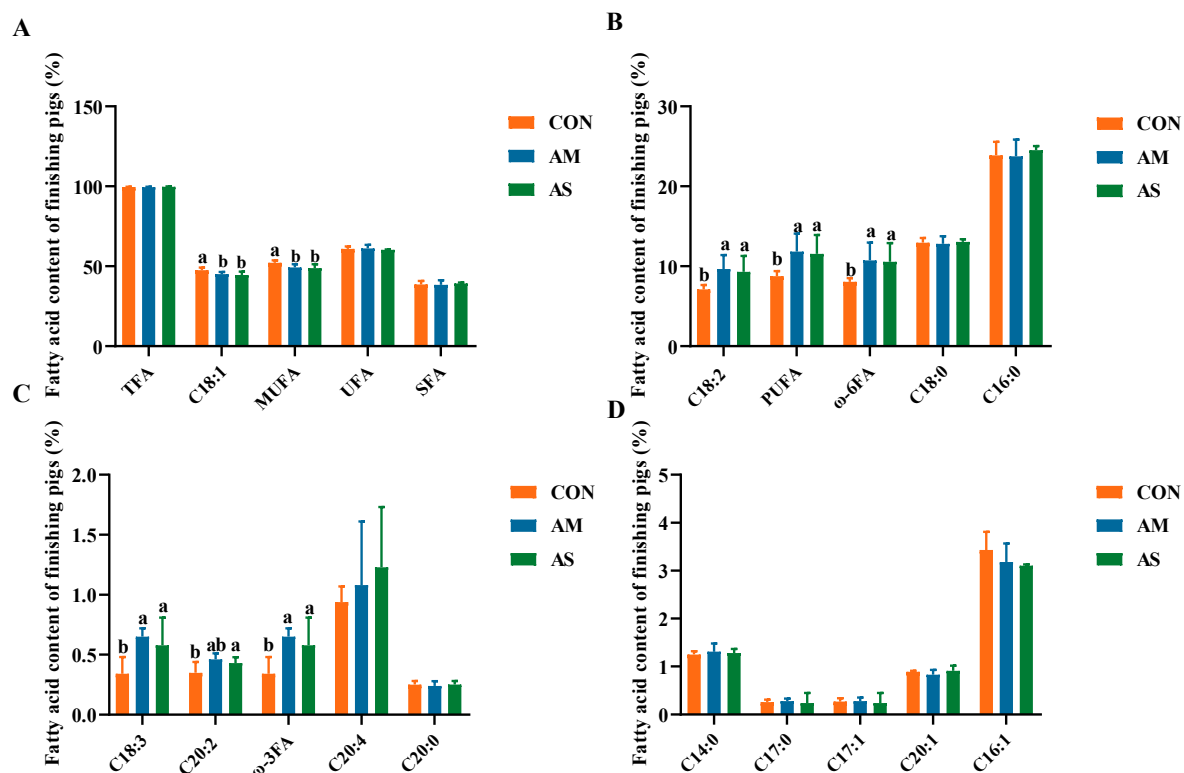 A
Fatty acid content of finishing pigs (%)
150
100
50
0
a
b
b
a
b
b
TFA
C18:1
MUFA
UFA
SFA
CON
AM
AS
B
Fatty acid content of finishing pigs (%)
30
20
10
0
b
a
a
b
a
a
b
a
a
C18:2
PUFA
ω-6FA
C18:0
C16:0
CON
AM
AS
C
Fatty acid content of finishing pigs (%)
2.0
1.5
1.0
0.5
0.0
b
a
a
b
ab
a
b
a
a
C18:3
C20:2
ω-3FA
C20:4
C20:0
CON
AM
AS
D
Fatty acid content of finishing pigs (%)
5
4
3
2
1
0
C14:0
C17:0
C17:1
C20:1
C16:1
CON
AM
AS